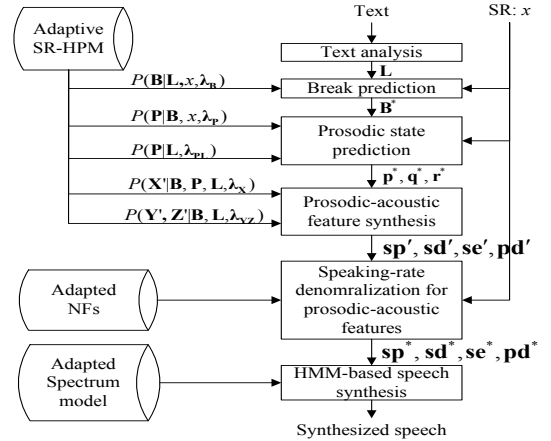 Text
SR: x
Adaptive
SR-HPM
Text analysis
L
P(B|L,x,λB)
Break prediction
B*
P(P|B, x,λP)
Prosodic state
prediction
P(P|L,λPL)
p*, q*, r*
P(X'|B, P, L,λX)
Prosodic-acoustic
feature synthesis
P(Y', Z'|B, L,λYZ)
sp′, sd′, se′, pd′
Speaking-rate
denomralization for
prosodic-acoustic
features
Adapted
NFs
sp*, sd*, se*, pd*
Adapted
Spectrum
model
HMM-based speech
synthesis
Synthesized speech